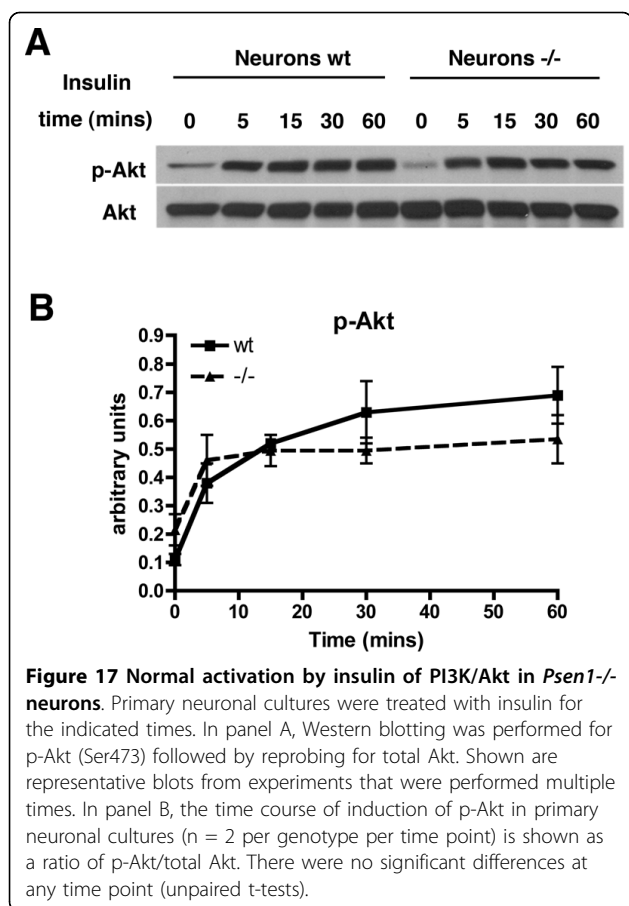 A
Neurons wt Neurons -/-
Insulin
time (mins) 0 5 15 30 60 0 5 15 30 60
p-Akt
Akt
B
p-Akt
wt
-/-
arbitrary units
0.9
0.8
0.7
0.6
0.5
0.4
0.3
0.2
0.1
0.0
0 10 20 30 40 50 60
Time (mins)
Figure 17 Normal activation by insulin of PI3K/Akt in Psen1-/-
neurons. Primary neuronal cultures were treated with insulin for
the indicated times. In panel A, Western blotting was performed for
p-Akt (Ser473) followed by reprobing for total Akt. Shown are
representative blots from experiments that were performed multiple
times. In panel B, the time course of induction of p-Akt in primary
neuronal cultures (n = 2 per genotype per time point) is shown as
a ratio of p-Akt/total Akt. There were no significant differences at
any time point (unpaired t-tests).